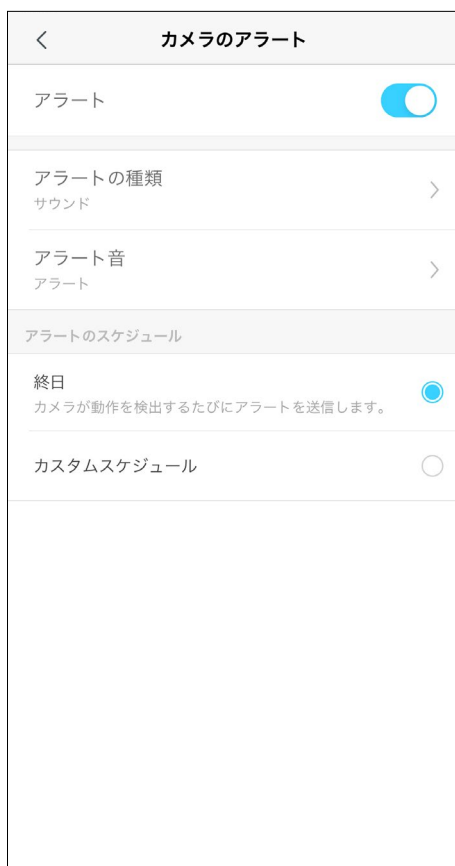 カメラのアラート
アラート
アラートの種類
サウンド
アラート音
アラート
アラートのスケジュール
終日
カメラが動作を検出するたびにアラートを送信します。
カスタムスケジュール